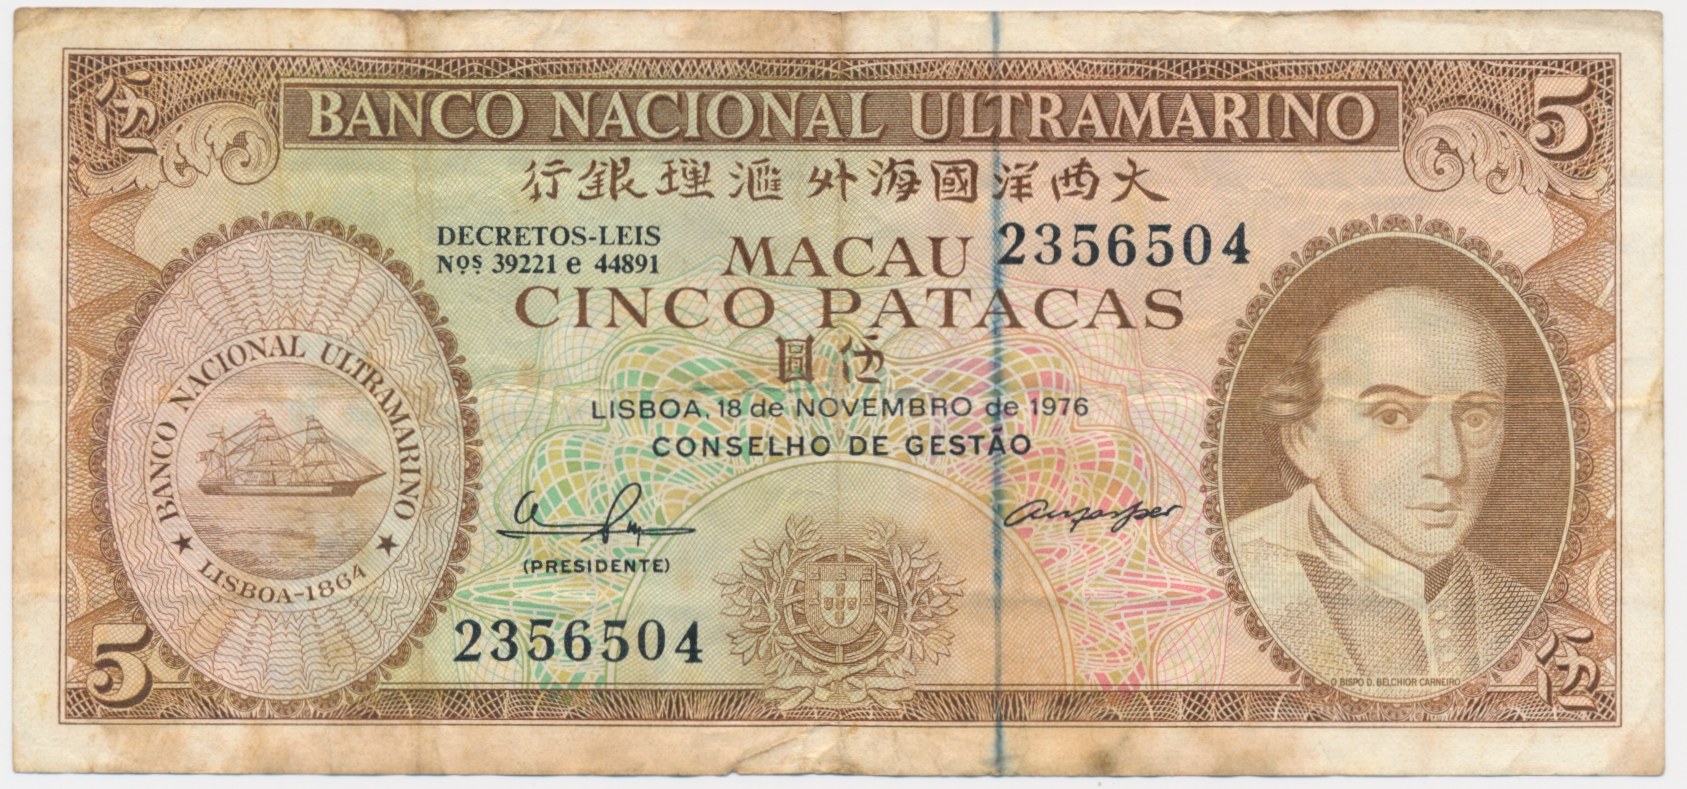 伍
5
BANCO NACIONAL ULTRAMARINO
大西洋國海外滙理銀行
DECRETOS-LEIS
Nºs 39221 e 44891
MACAU
2356504
CINCO PATACAS
伍圓
LISBOA, 18 de NOVEMBRO de 1976
CONSELHO DE GESTÃO
(PRESIDENTE)
2356504
BANCO NACIONAL ULTRAMARINO
★ LISBOA-1864 ★
O BISPO D. BELCHIOR CARNEIRO
5
伍